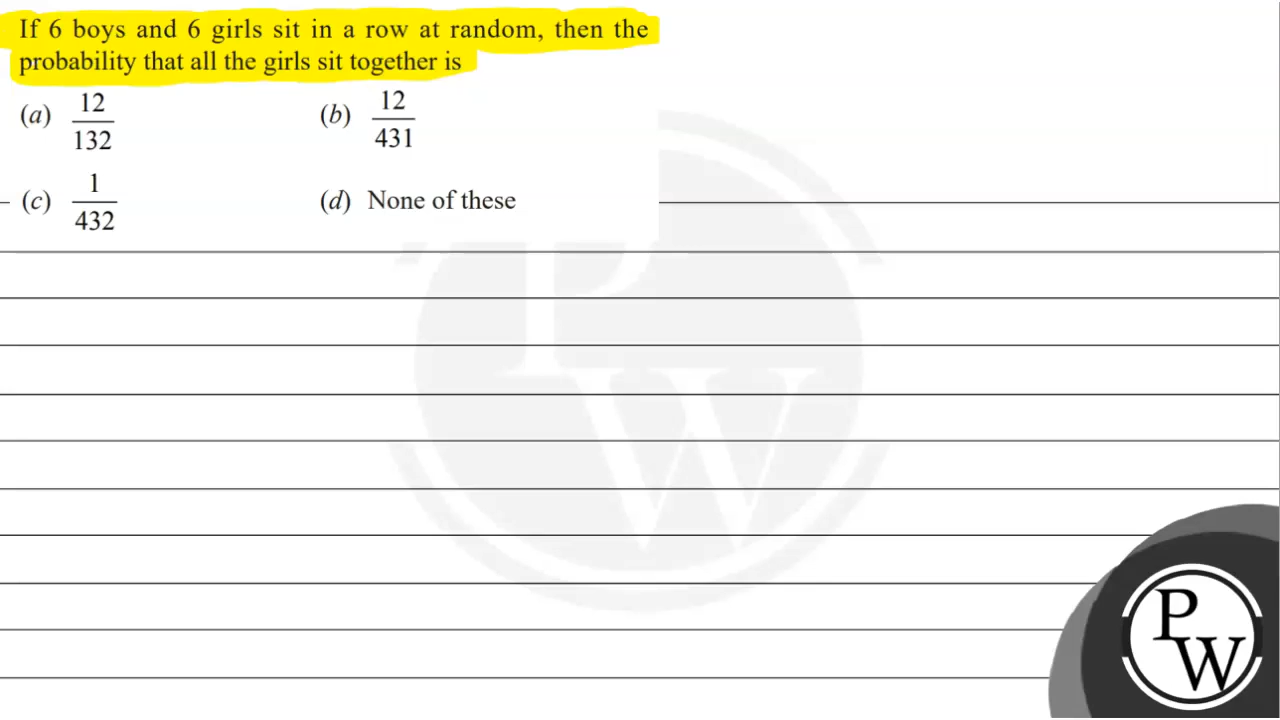 If 6 boys and 6 girls sit in a row at random, then the
probability that all the girls sit together is
(a) 12/132 (b) 12/431
(c) 1/432 (d) None of these
PW
PW